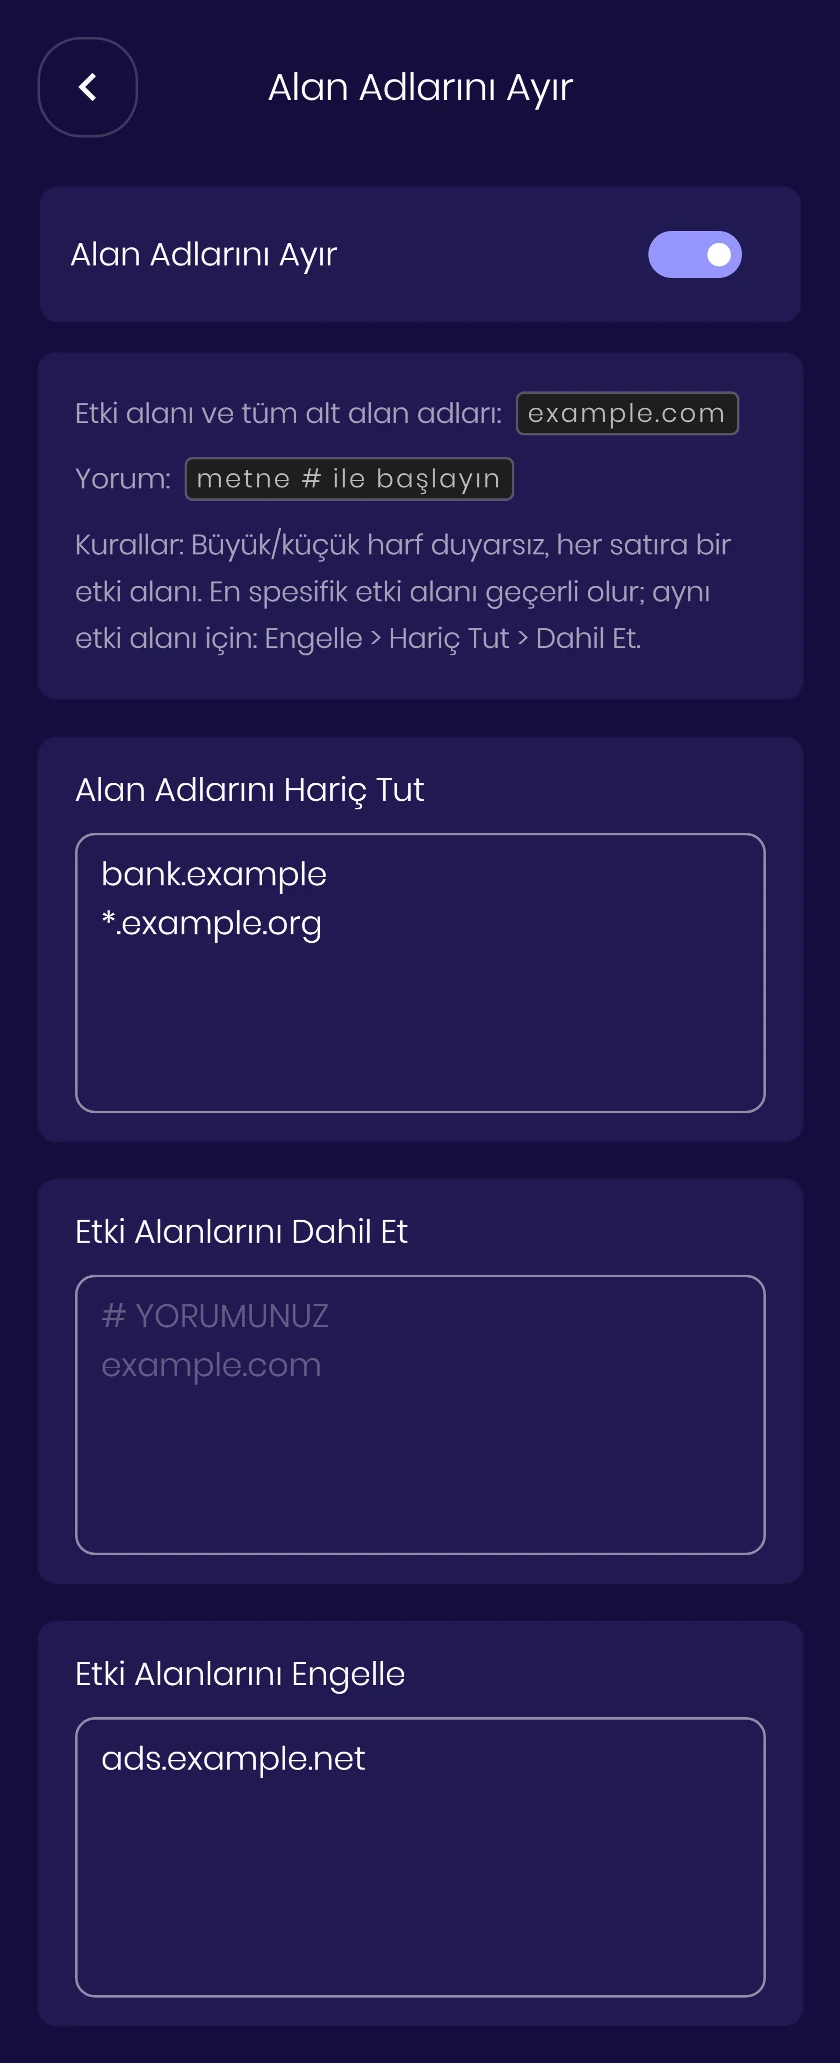 Alan Adlarını Ayır
Alan Adlarını Ayır
Etki alanı ve tüm alt alan adları: example.com
Yorum: metne # ile başlayın
Kurallar: Büyük/küçük harf duyarsız, her satıra bir
etki alanı. En spesifik etki alanı geçerli olur; aynı
etki alanı için: Engelle > Hariç Tut > Dahil Et.
Alan Adlarını Hariç Tut
bank.example
*.example.org
Etki Alanlarını Dahil Et
# YORUMUNUZ
example.com
Etki Alanlarını Engelle
ads.example.net